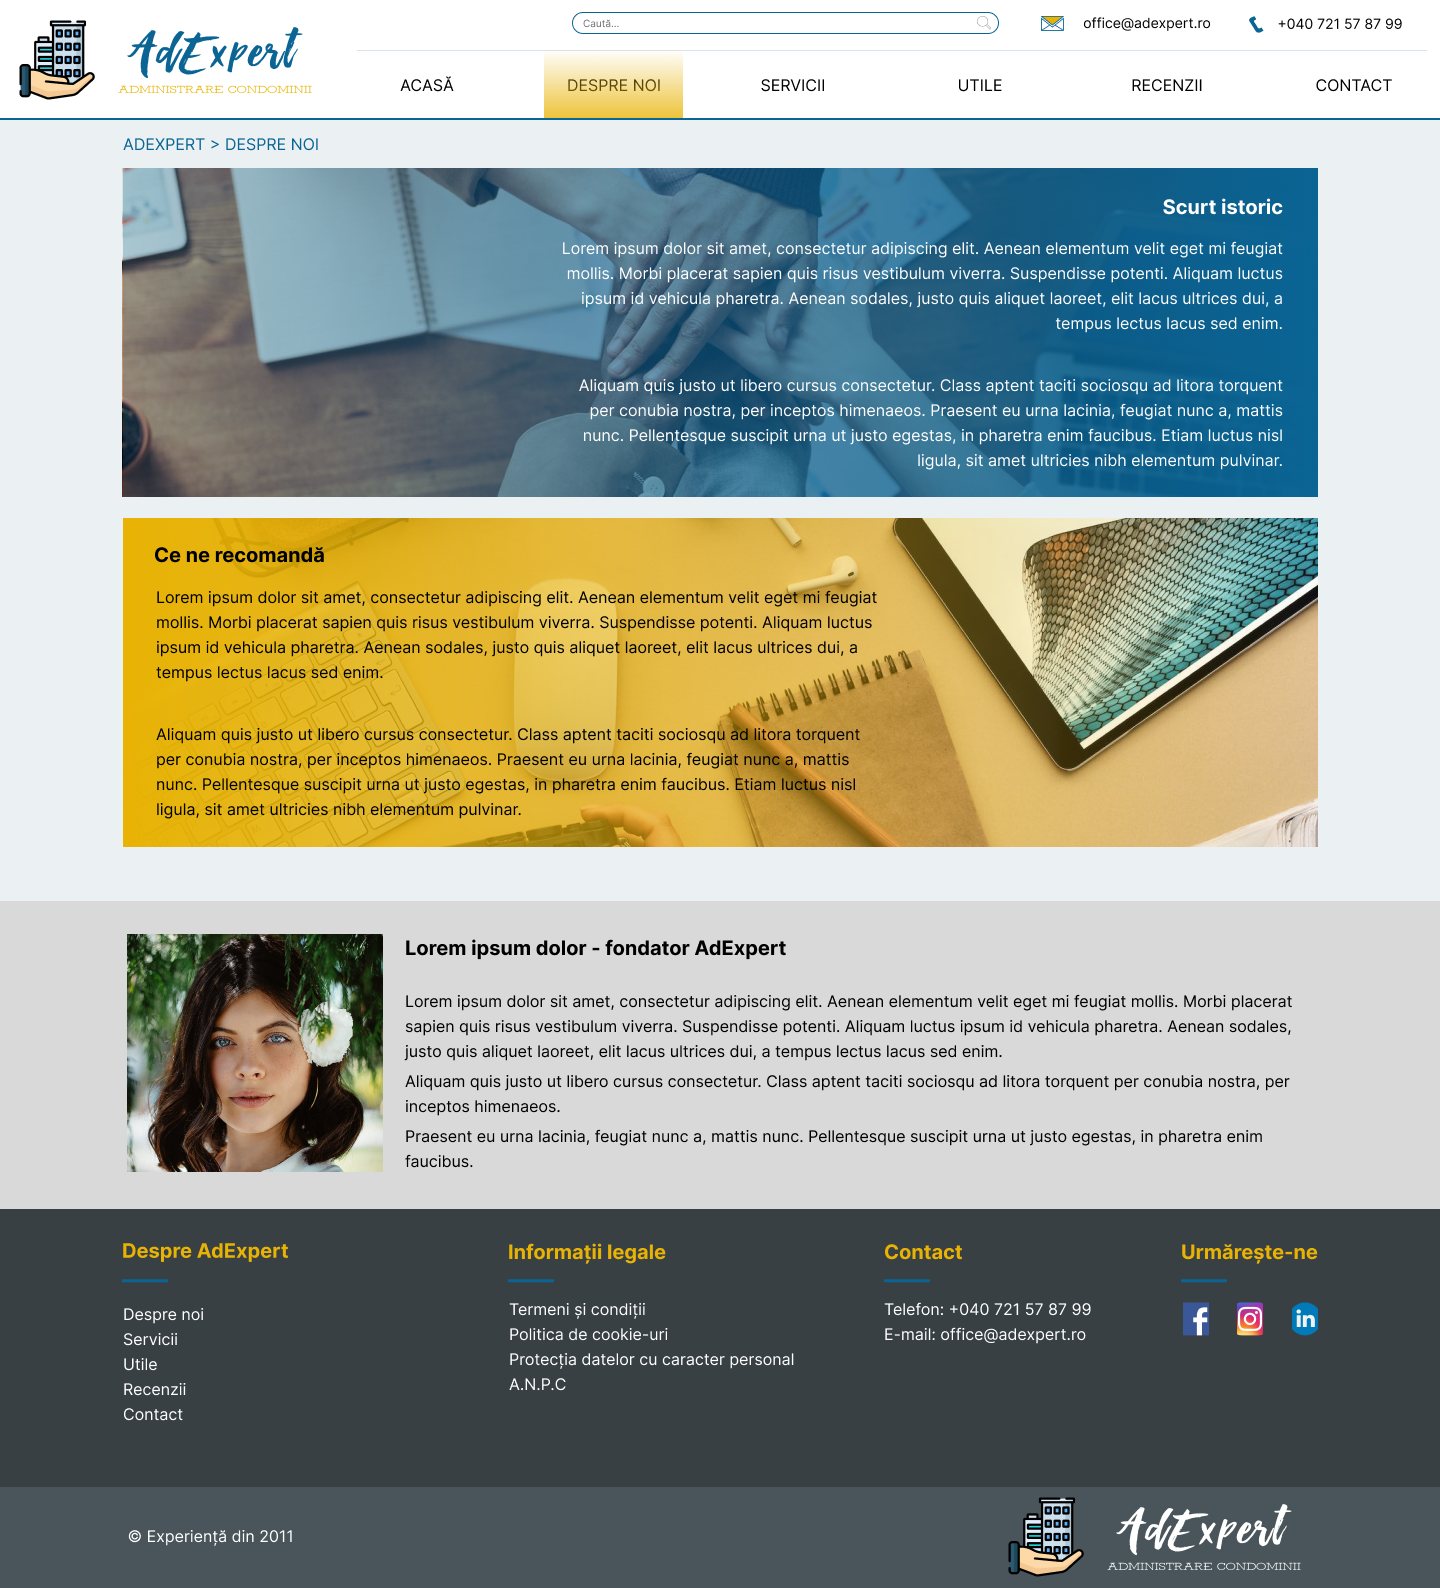 AdExpert
ADMINISTRARE CONDOMINII
Caută...
office@adexpert.ro
+040 721 57 87 99
ACASĂ
DESPRE NOI
SERVICII
UTILE
RECENZII
CONTACT
ADEXPERT > DESPRE NOI
Scurt istoric
Lorem ipsum dolor sit amet, consectetur adipiscing elit. Aenean elementum velit eget mi feugiat
mollis. Morbi placerat sapien quis risus vestibulum viverra. Suspendisse potenti. Aliquam luctus
ipsum id vehicula pharetra. Aenean sodales, justo quis aliquet laoreet, elit lacus ultrices dui, a
tempus lectus lacus sed enim.
Aliquam quis justo ut libero cursus consectetur. Class aptent taciti sociosqu ad litora torquent
per conubia nostra, per inceptos himenaeos. Praesent eu urna lacinia, feugiat nunc a, mattis
nunc. Pellentesque suscipit urna ut justo egestas, in pharetra enim faucibus. Etiam luctus nisl
ligula, sit amet ultricies nibh elementum pulvinar.
Ce ne recomandă
Lorem ipsum dolor sit amet, consectetur adipiscing elit. Aenean elementum velit eget mi feugiat
mollis. Morbi placerat sapien quis risus vestibulum viverra. Suspendisse potenti. Aliquam luctus
ipsum id vehicula pharetra. Aenean sodales, justo quis aliquet laoreet, elit lacus ultrices dui, a
tempus lectus lacus sed enim.
Aliquam quis justo ut libero cursus consectetur. Class aptent taciti sociosqu ad litora torquent
per conubia nostra, per inceptos himenaeos. Praesent eu urna lacinia, feugiat nunc a, mattis
nunc. Pellentesque suscipit urna ut justo egestas, in pharetra enim faucibus. Etiam luctus nisl
ligula, sit amet ultricies nibh elementum pulvinar.
Lorem ipsum dolor - fondator AdExpert
Lorem ipsum dolor sit amet, consectetur adipiscing elit. Aenean elementum velit eget mi feugiat mollis. Morbi placerat
sapien quis risus vestibulum viverra. Suspendisse potenti. Aliquam luctus ipsum id vehicula pharetra. Aenean sodales,
justo quis aliquet laoreet, elit lacus ultrices dui, a tempus lectus lacus sed enim.
Aliquam quis justo ut libero cursus consectetur. Class aptent taciti sociosqu ad litora torquent per conubia nostra, per
inceptos himenaeos.
Praesent eu urna lacinia, feugiat nunc a, mattis nunc. Pellentesque suscipit urna ut justo egestas, in pharetra enim
faucibus.
Despre AdExpert
Despre noi
Servicii
Utile
Recenzii
Contact
Informații legale
Termeni și condiții
Politica de cookie-uri
Protecția datelor cu caracter personal
A.N.P.C
Contact
Telefon: +040 721 57 87 99
E-mail: office@adexpert.ro
Urmărește-ne
f
in
© Experiență din 2011
AdExpert
ADMINISTRARE CONDOMINII